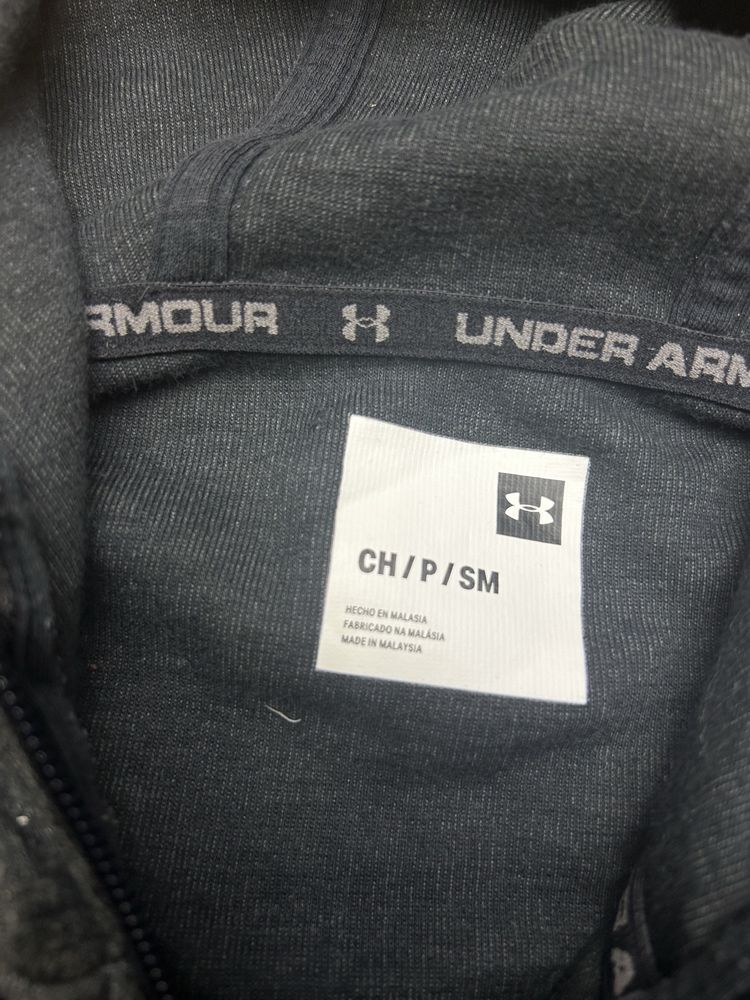 RMOUR UNDER ARM
CH / P / SM
HECHO EN MALASIA
FABRICADO NA MALÁSIA
MADE IN MALAYSIA